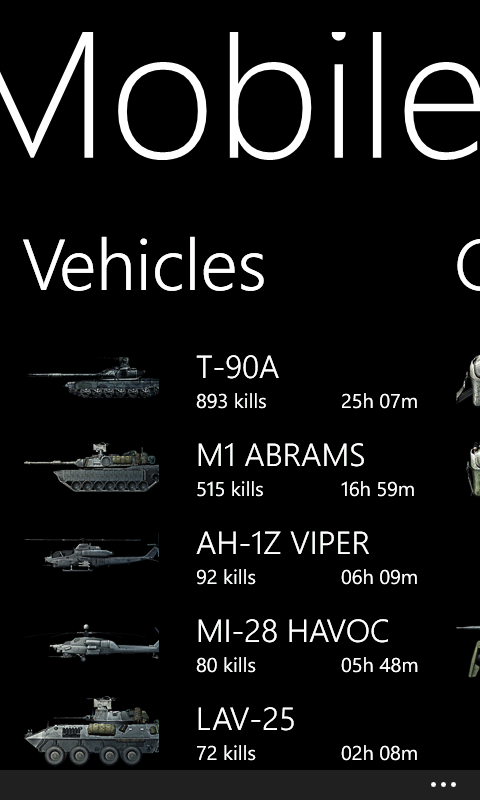 Mobile
Vehicles
T-90A
893 kills 25h 07m
M1 ABRAMS
515 kills 16h 59m
AH-1Z VIPER
92 kills 06h 09m
MI-28 HAVOC
80 kills 05h 48m
LAV-25
72 kills 02h 08m